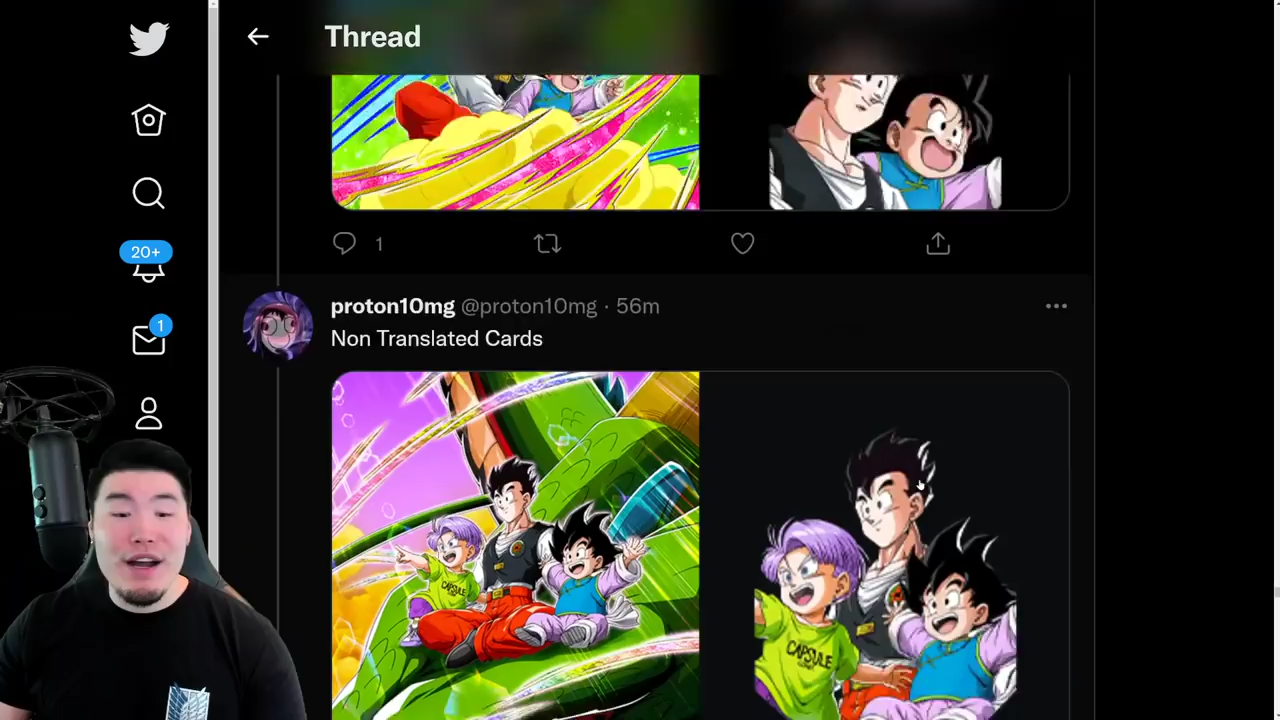 Thread
1
20+
proton10mg @proton10mg · 56m
Non Translated Cards
1
CAPSULE
CAPSULE